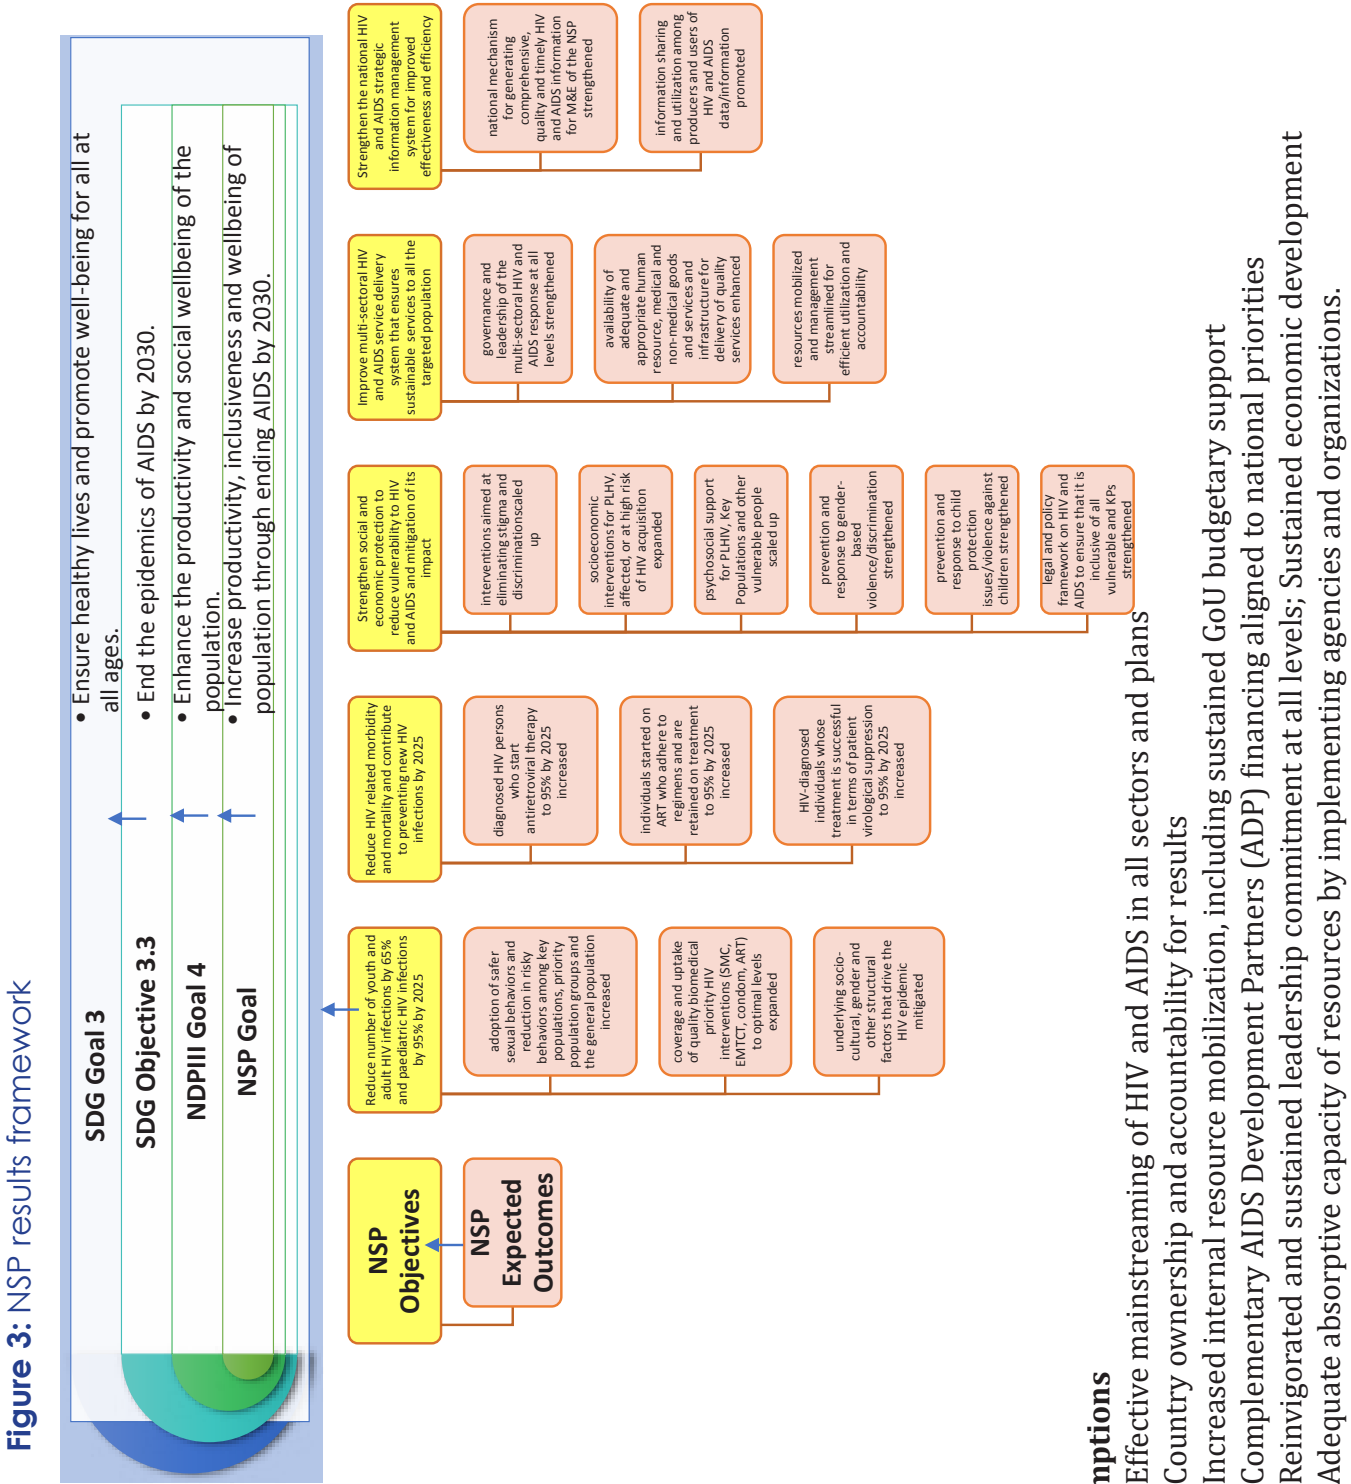 Figure 3: NSP results framework
SDG Goal 3
• Ensure healthy lives and promote well-being for all at
all ages.
SDG Objective 3.3
• End the epidemics of AIDS by 2030.
NDPIII Goal 4
• Enhance the productivity and social wellbeing of the
population.
NSP Goal
• Increase productivity, inclusiveness and wellbeing of
population through ending AIDS by 2030.
NSP
Objectives
NSP
Expected
Outcomes
Reduce number of youth and
adult HIV infections by 65%
and paediatric HIV infections
by 95% by 2025
adoption of safer
sexual behaviors and
reduction in risky
behaviors among key
populations, priority
population groups and
the general population
increased
coverage and uptake
of quality biomedical
priority HIV
interventions (SMC,
EMTCT, condom, ART)
to optimal levels
expanded
underlying socio-
cultural, gender and
other structural
factors that drive the
HIV epidemic
mitigated
Reduce HIV related morbidity
and mortality and contribute
to preventing new HIV
infections by 2025
diagnosed HIV persons
who start
antiretroviral therapy
to 95% by 2025
increased
individuals started on
ART who adhere to
regimens and are
retained on treatment
to 95% by 2025
increased
HIV-diagnosed
individuals whose
treatment is successful
in terms of patient
virological suppression
to 95% by 2025
increased
Strengthen social and
economic protection to
reduce vulnerability to HIV
and AIDS and mitigation of its
impact
interventions aimed at
eliminating stigma and
discriminationscaled
up
socioeconomic
interventions for PLHV,
affected, or at high risk
of HIV acquisition
expanded
psychosocial support
for PLHIV, Key
Populations and other
vulnerable people
scaled up
prevention and
response to gender-
based
violence/discrimination
strengthened
prevention and
response to child
protection
issues/violence against
children strengthened
legal and policy
framework on HIV and
AIDS to ensure that it is
inclusive of all
vulnerable and KPs
strengthened
Improve multi-sectoral HIV
and AIDS service delivery
system that ensures
sustainable services to all the
targeted population
governance and
leadership of the
multi-sectoral HIV and
AIDS response at all
levels strengthened
availability of
adequate and
appropriate human
resource, medical and
non-medical goods
and services and
infrastructure for
delivery of quality
services enhanced
resources mobilized
and management
streamlined for
efficient utilization and
accountability
Strengthen the national HIV
and AIDS strategic
information management
system for improved
effectiveness and efficiency
national mechanism
for generating
comprehensive,
quality and timely HIV
and AIDS information
for M&E of the NSP
strengthened
information sharing
and utilization among
producers and users of
HIV and AIDS
data/information
promoted
mptions
Effective mainstreaming of HIV and AIDS in all sectors and plans
Country ownership and accountability for results
Increased internal resource mobilization, including sustained GoU budgetary support
Complementary AIDS Development Partners (ADP) financing aligned to national priorities
Reinvigorated and sustained leadership commitment at all levels; Sustained economic development
Adequate absorptive capacity of resources by implementing agencies and organizations.